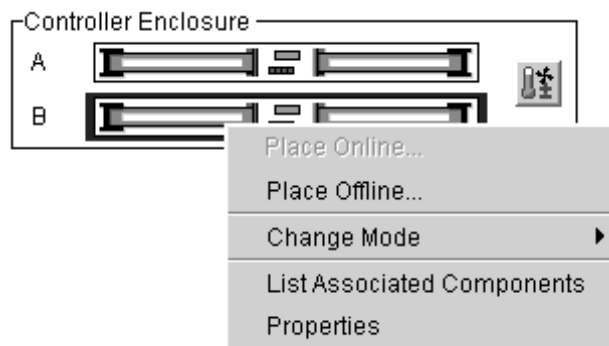 Controller Enclosure
A
B
Place Online...
Place Offline...
Change Mode
List Associated Components
Properties